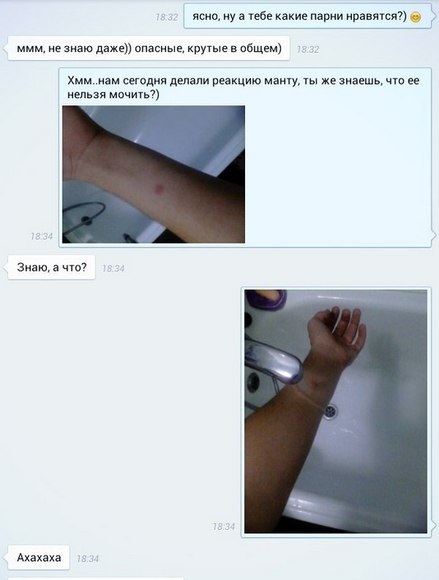 18:32
ясно, ну а тебе какие парни нравятся?)
ммм, не знаю даже)) опасные, крутые в общем)
18:32
Хмм..нам сегодня делали реакцию манту, ты же знаешь, что ее
нельзя мочить?)
18:34
Знаю, а что?
18:34
18:34
Ахахаха
18:34